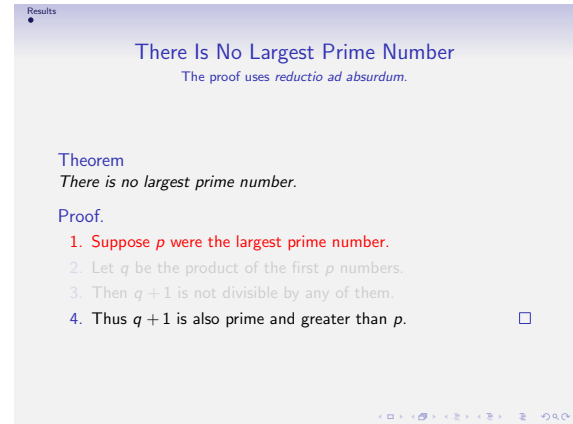 Results
There Is No Largest Prime Number
The proof uses reductio ad absurdum.
Theorem
There is no largest prime number.
Proof.
1. Suppose p were the largest prime number.
2. Let q be the product of the first p numbers.
3. Then q + 1 is not divisible by any of them.
4. Thus q + 1 is also prime and greater than p.